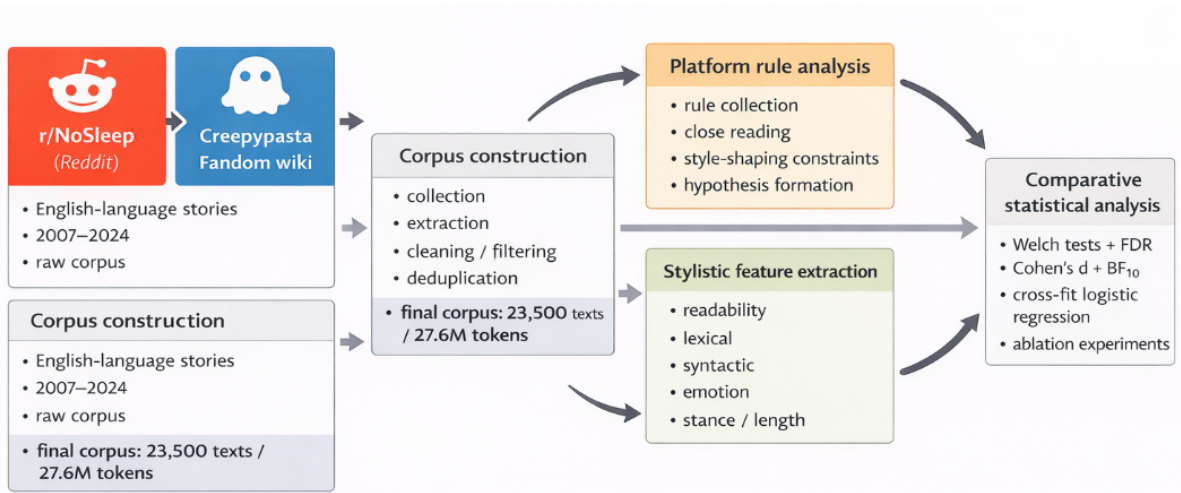 r/NoSleep
(Reddit)
Creepypasta
Fandom wiki
• English-language stories
• 2007–2024
• raw corpus
Corpus construction
• English-language stories
• 2007–2024
• raw corpus
• final corpus: 23,500 texts /
27.6M tokens
Corpus construction
• collection
• extraction
• cleaning / filtering
• deduplication
• final corpus: 23,500 texts
/ 27.6M tokens
Platform rule analysis
• rule collection
• close reading
• style-shaping constraints
• hypothesis formation
Stylistic feature extraction
• readability
• lexical
• syntactic
• emotion
• stance / length
Comparative
statistical analysis
• Welch tests + FDR
• Cohen's d + BF₁₀
• cross-fit logistic
regression
• ablation experiments